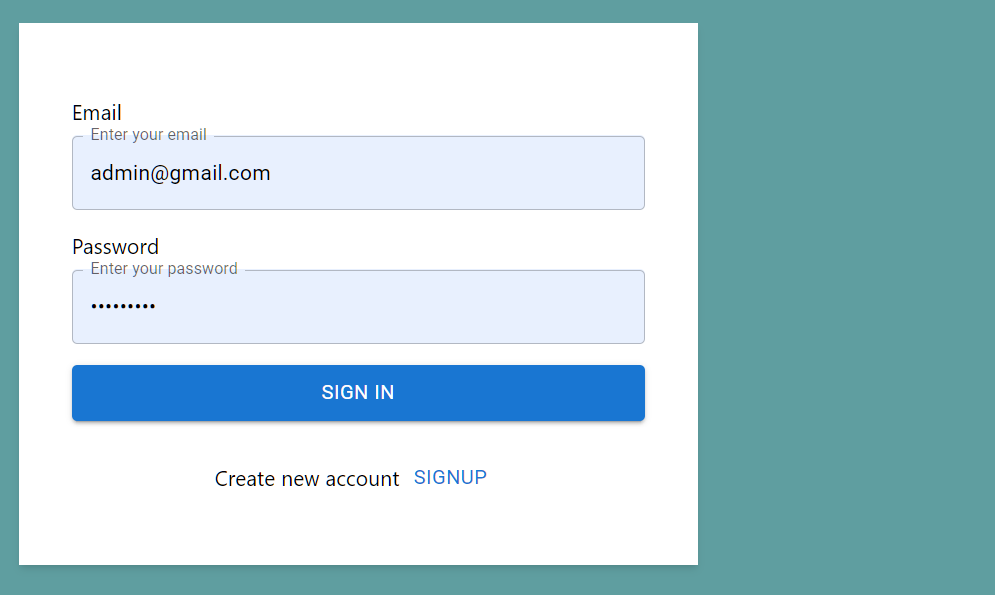 Email
Enter your email
admin@gmail.com
Password
Enter your password
•••••••••
SIGN IN
Create new account SIGNUP